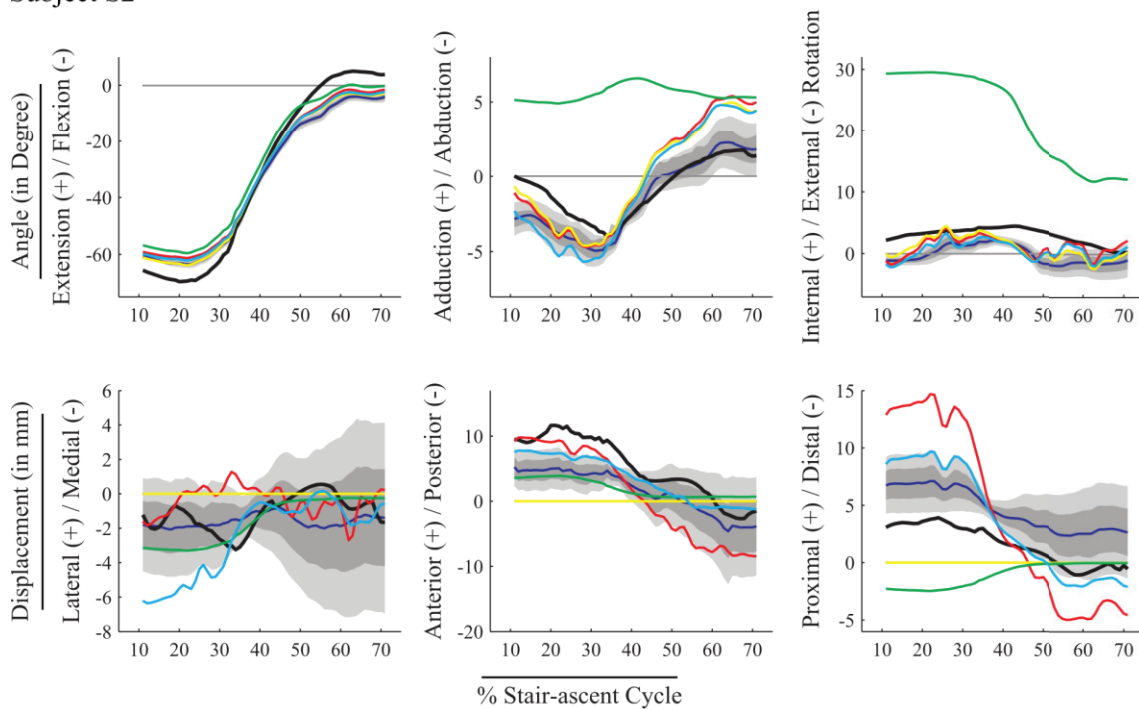 Subject S2
Angle (in Degree)
Extension (+) / Flexion (-)
0
-20
-40
-60
10 20 30 40 50 60 70
Adduction (+) / Abduction (-)
5
0
-5
10 20 30 40 50 60 70
Internal (+) / External (-) Rotation
30
20
10
0
10 20 30 40 50 60 70
Displacement (in mm)
Lateral (+) / Medial (-)
6
4
2
0
-2
-4
-6
-8
10 20 30 40 50 60 70
Anterior (+) / Posterior (-)
10
0
-10
-20
10 20 30 40 50 60 70
Proximal (+) / Distal (-)
15
10
5
0
-5
10 20 30 40 50 60 70
% Stair-ascent Cycle